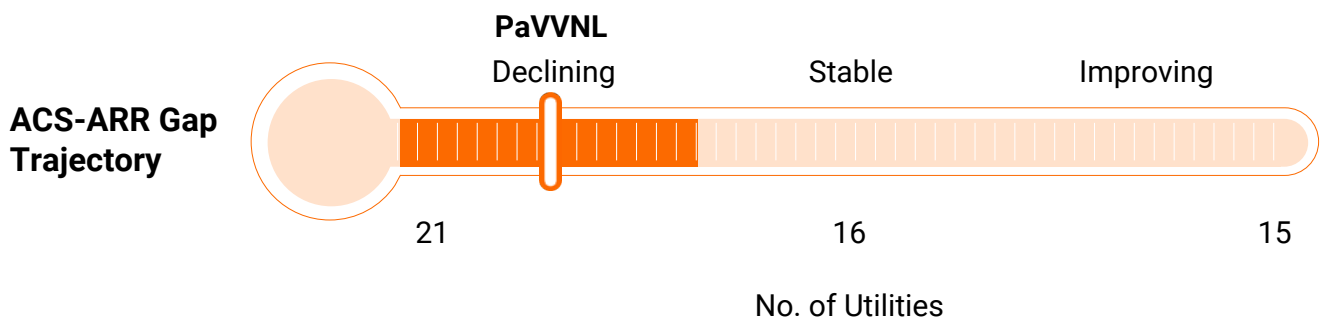 PaVVNL
Declining
Stable
Improving
ACS-ARR Gap
Trajectory
21
16
15
No. of Utilities